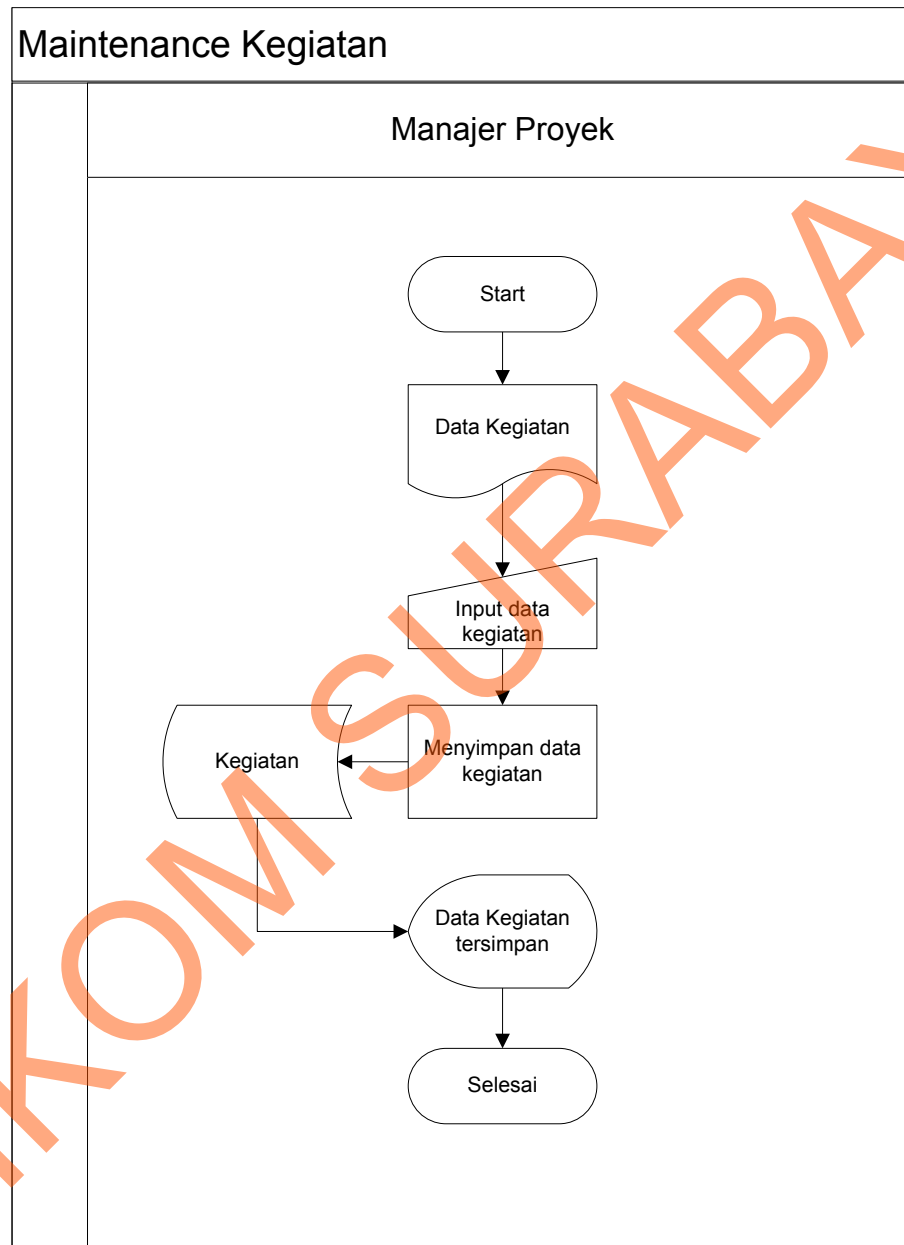 Maintenance Kegiatan
Manajer Proyek
Start
Data Kegiatan
Input data
kegiatan
Menyimpan data
kegiatan
Kegiatan
Data Kegiatan
tersimpan
Selesai
KOM SURABA